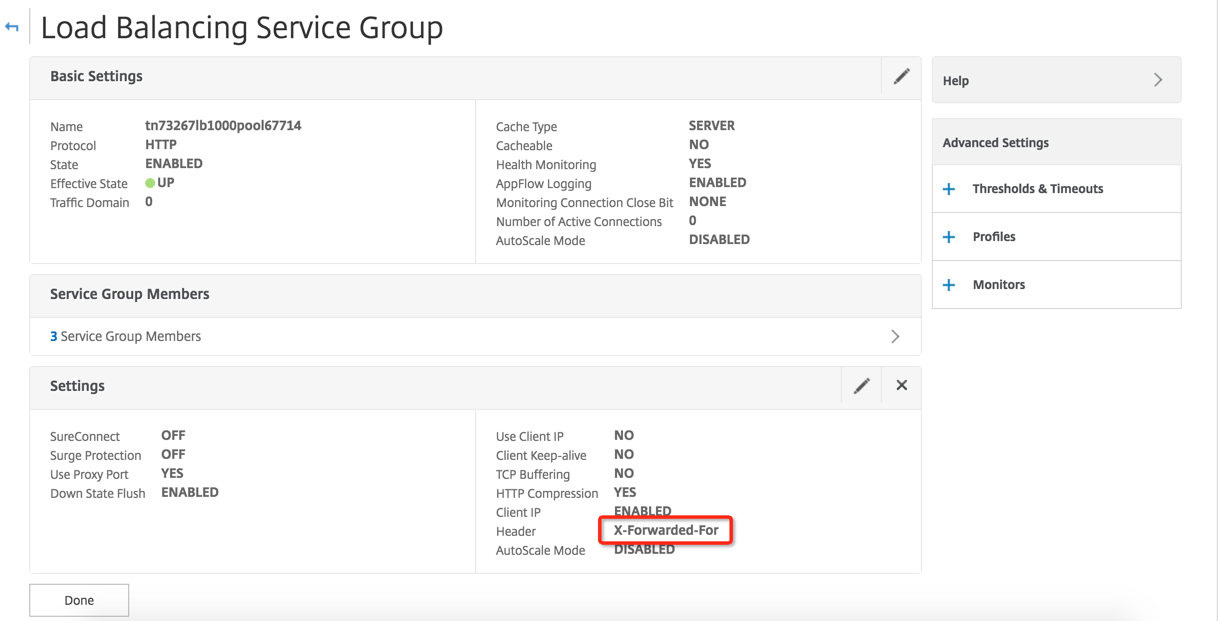 Load Balancing Service Group
Basic Settings
Name tn73267lb1000pool67714
Protocol HTTP
State ENABLED
Effective State UP
Traffic Domain 0
Cache Type SERVER
Cacheable NO
Health Monitoring YES
AppFlow Logging ENABLED
Monitoring Connection Close Bit NONE
Number of Active Connections 0
AutoScale Mode DISABLED
Service Group Members
3 Service Group Members
Settings
SureConnect OFF
Surge Protection OFF
Use Proxy Port YES
Down State Flush ENABLED
Use Client IP NO
Client Keep-alive NO
TCP Buffering NO
HTTP Compression YES
Client IP ENABLED
Header X-Forwarded-For
AutoScale Mode DISABLED
Done
Help
Advanced Settings
Thresholds & Timeouts
Profiles
Monitors